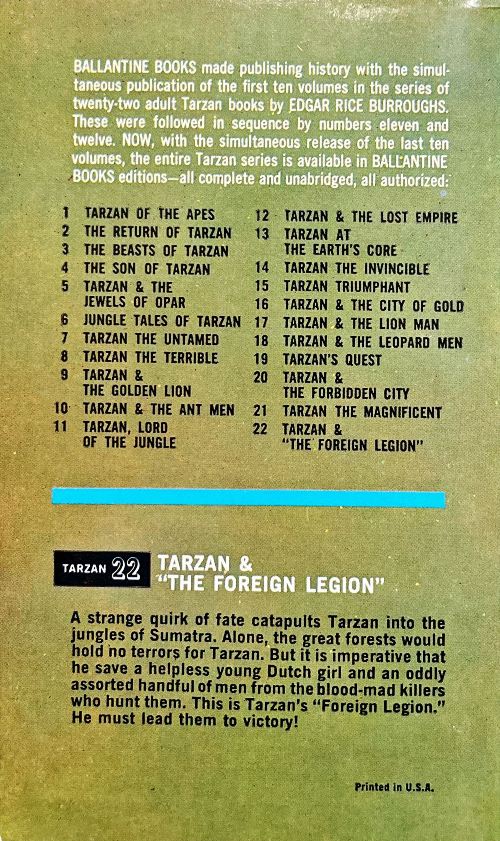 BALLANTINE BOOKS made publishing history with the simul-
taneous publication of the first ten volumes in the series of
twenty-two adult Tarzan books by EDGAR RICE BURROUGHS.
These were followed in sequence by numbers eleven and
twelve. NOW, with the simultaneous release of the last ten
volumes, the entire Tarzan series is available in BALLANTINE
BOOKS editions—all complete and unabridged, all authorized:
1 TARZAN OF THE APES
2 THE RETURN OF TARZAN
3 THE BEASTS OF TARZAN
4 THE SON OF TARZAN
5 TARZAN & THE
JEWELS OF OPAR
6 JUNGLE TALES OF TARZAN
7 TARZAN THE UNTAMED
8 TARZAN THE TERRIBLE
9 TARZAN &
THE GOLDEN LION
10 TARZAN & THE ANT MEN
11 TARZAN, LORD
OF THE JUNGLE
12 TARZAN & THE LOST EMPIRE
13 TARZAN AT
THE EARTH'S CORE
14 TARZAN THE INVINCIBLE
15 TARZAN TRIUMPHANT
16 TARZAN & THE CITY OF GOLD
17 TARZAN & THE LION MAN
18 TARZAN & THE LEOPARD MEN
19 TARZAN'S QUEST
20 TARZAN &
THE FORBIDDEN CITY
21 TARZAN THE MAGNIFICENT
22 TARZAN &
"THE FOREIGN LEGION"
TARZAN 22
TARZAN &
"THE FOREIGN LEGION"
A strange quirk of fate catapults Tarzan into the
jungles of Sumatra. Alone, the great forests would
hold no terrors for Tarzan. But it is imperative that
he save a helpless young Dutch girl and an oddly
assorted handful of men from the blood-mad killers
who hunt them. This is Tarzan's "Foreign Legion."
He must lead them to victory!
Printed in U.S.A.